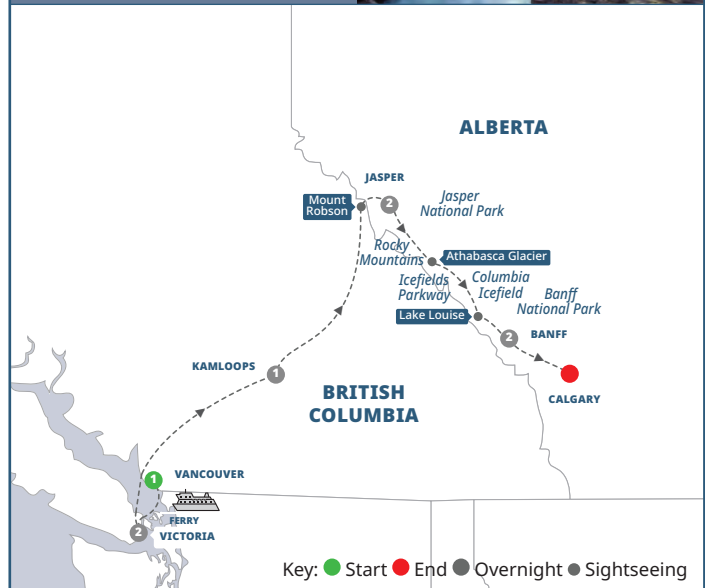 ALBERTA
JASPER
Mount
Robson
2
Jasper
National Park
Rocky
Mountains
Athabasca Glacier
Icefields
Parkway
Columbia
Icefield
Banff
National Park
Lake Louise
2
BANFF
KAMLOOPS
1
BRITISH
COLUMBIA
CALGARY
1
VANCOUVER
FERRY
2
VICTORIA
Key: Start End Overnight Sightseeing